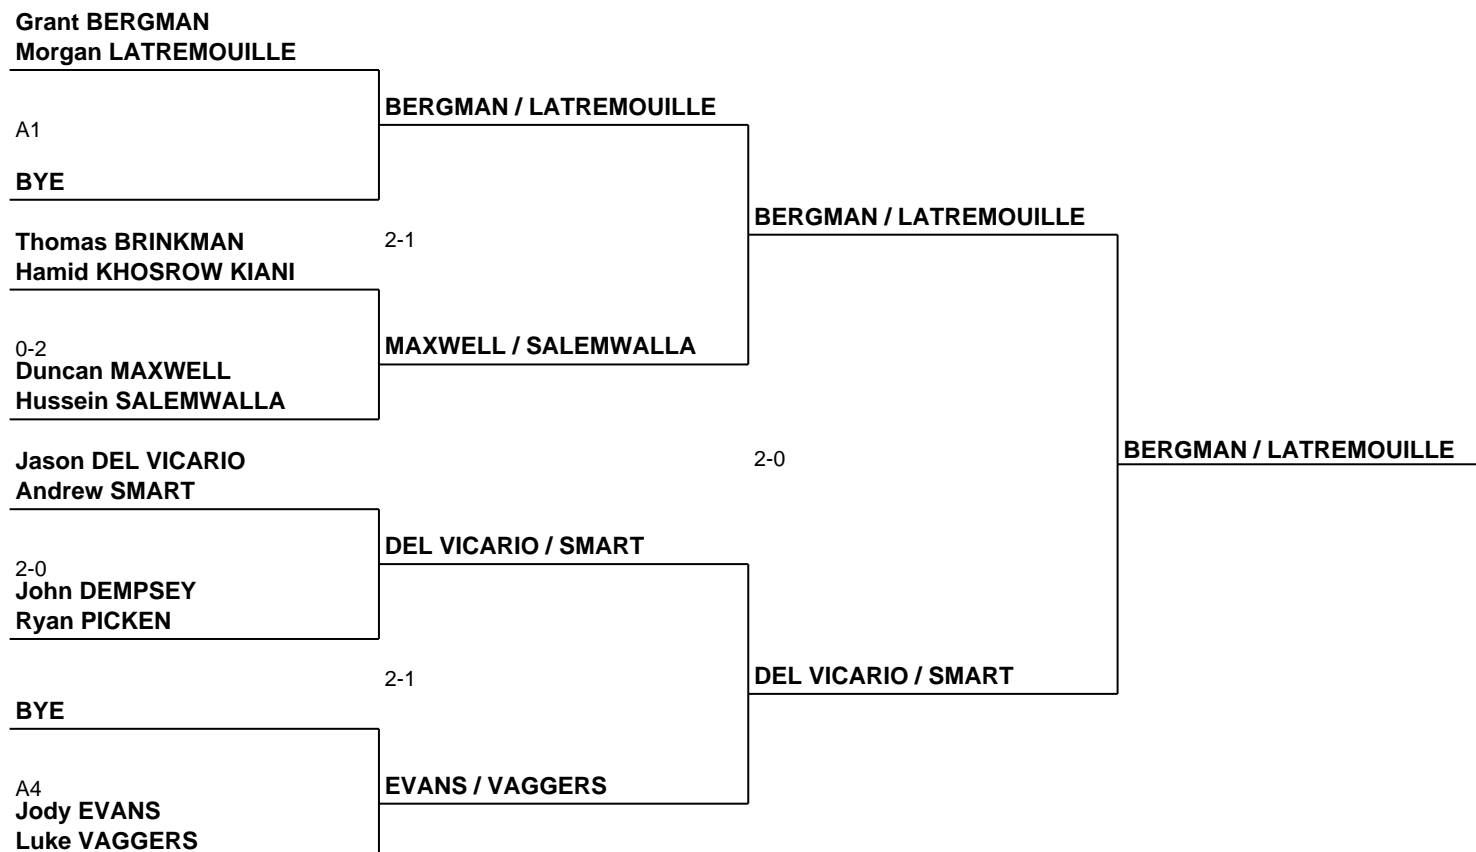 Grant BERGMAN
Morgan LATREMOUILLE
BERGMAN / LATREMOUILLE
A1
BYE
BERGMAN / LATREMOUILLE
Thomas BRINKMAN
2-1
Hamid KHOSROW KIANI
0-2
MAXWELL / SALEMWALLA
Duncan MAXWELL
Hussein SALEMWALLA
Jason DEL VICARIO
2-0
BERGMAN / LATREMOUILLE
Andrew SMART
DEL VICARIO / SMART
2-0
John DEMPSEY
Ryan PICKEN
2-1
DEL VICARIO / SMART
BYE
A4
EVANS / VAGGERS
Jody EVANS
Luke VAGGERS